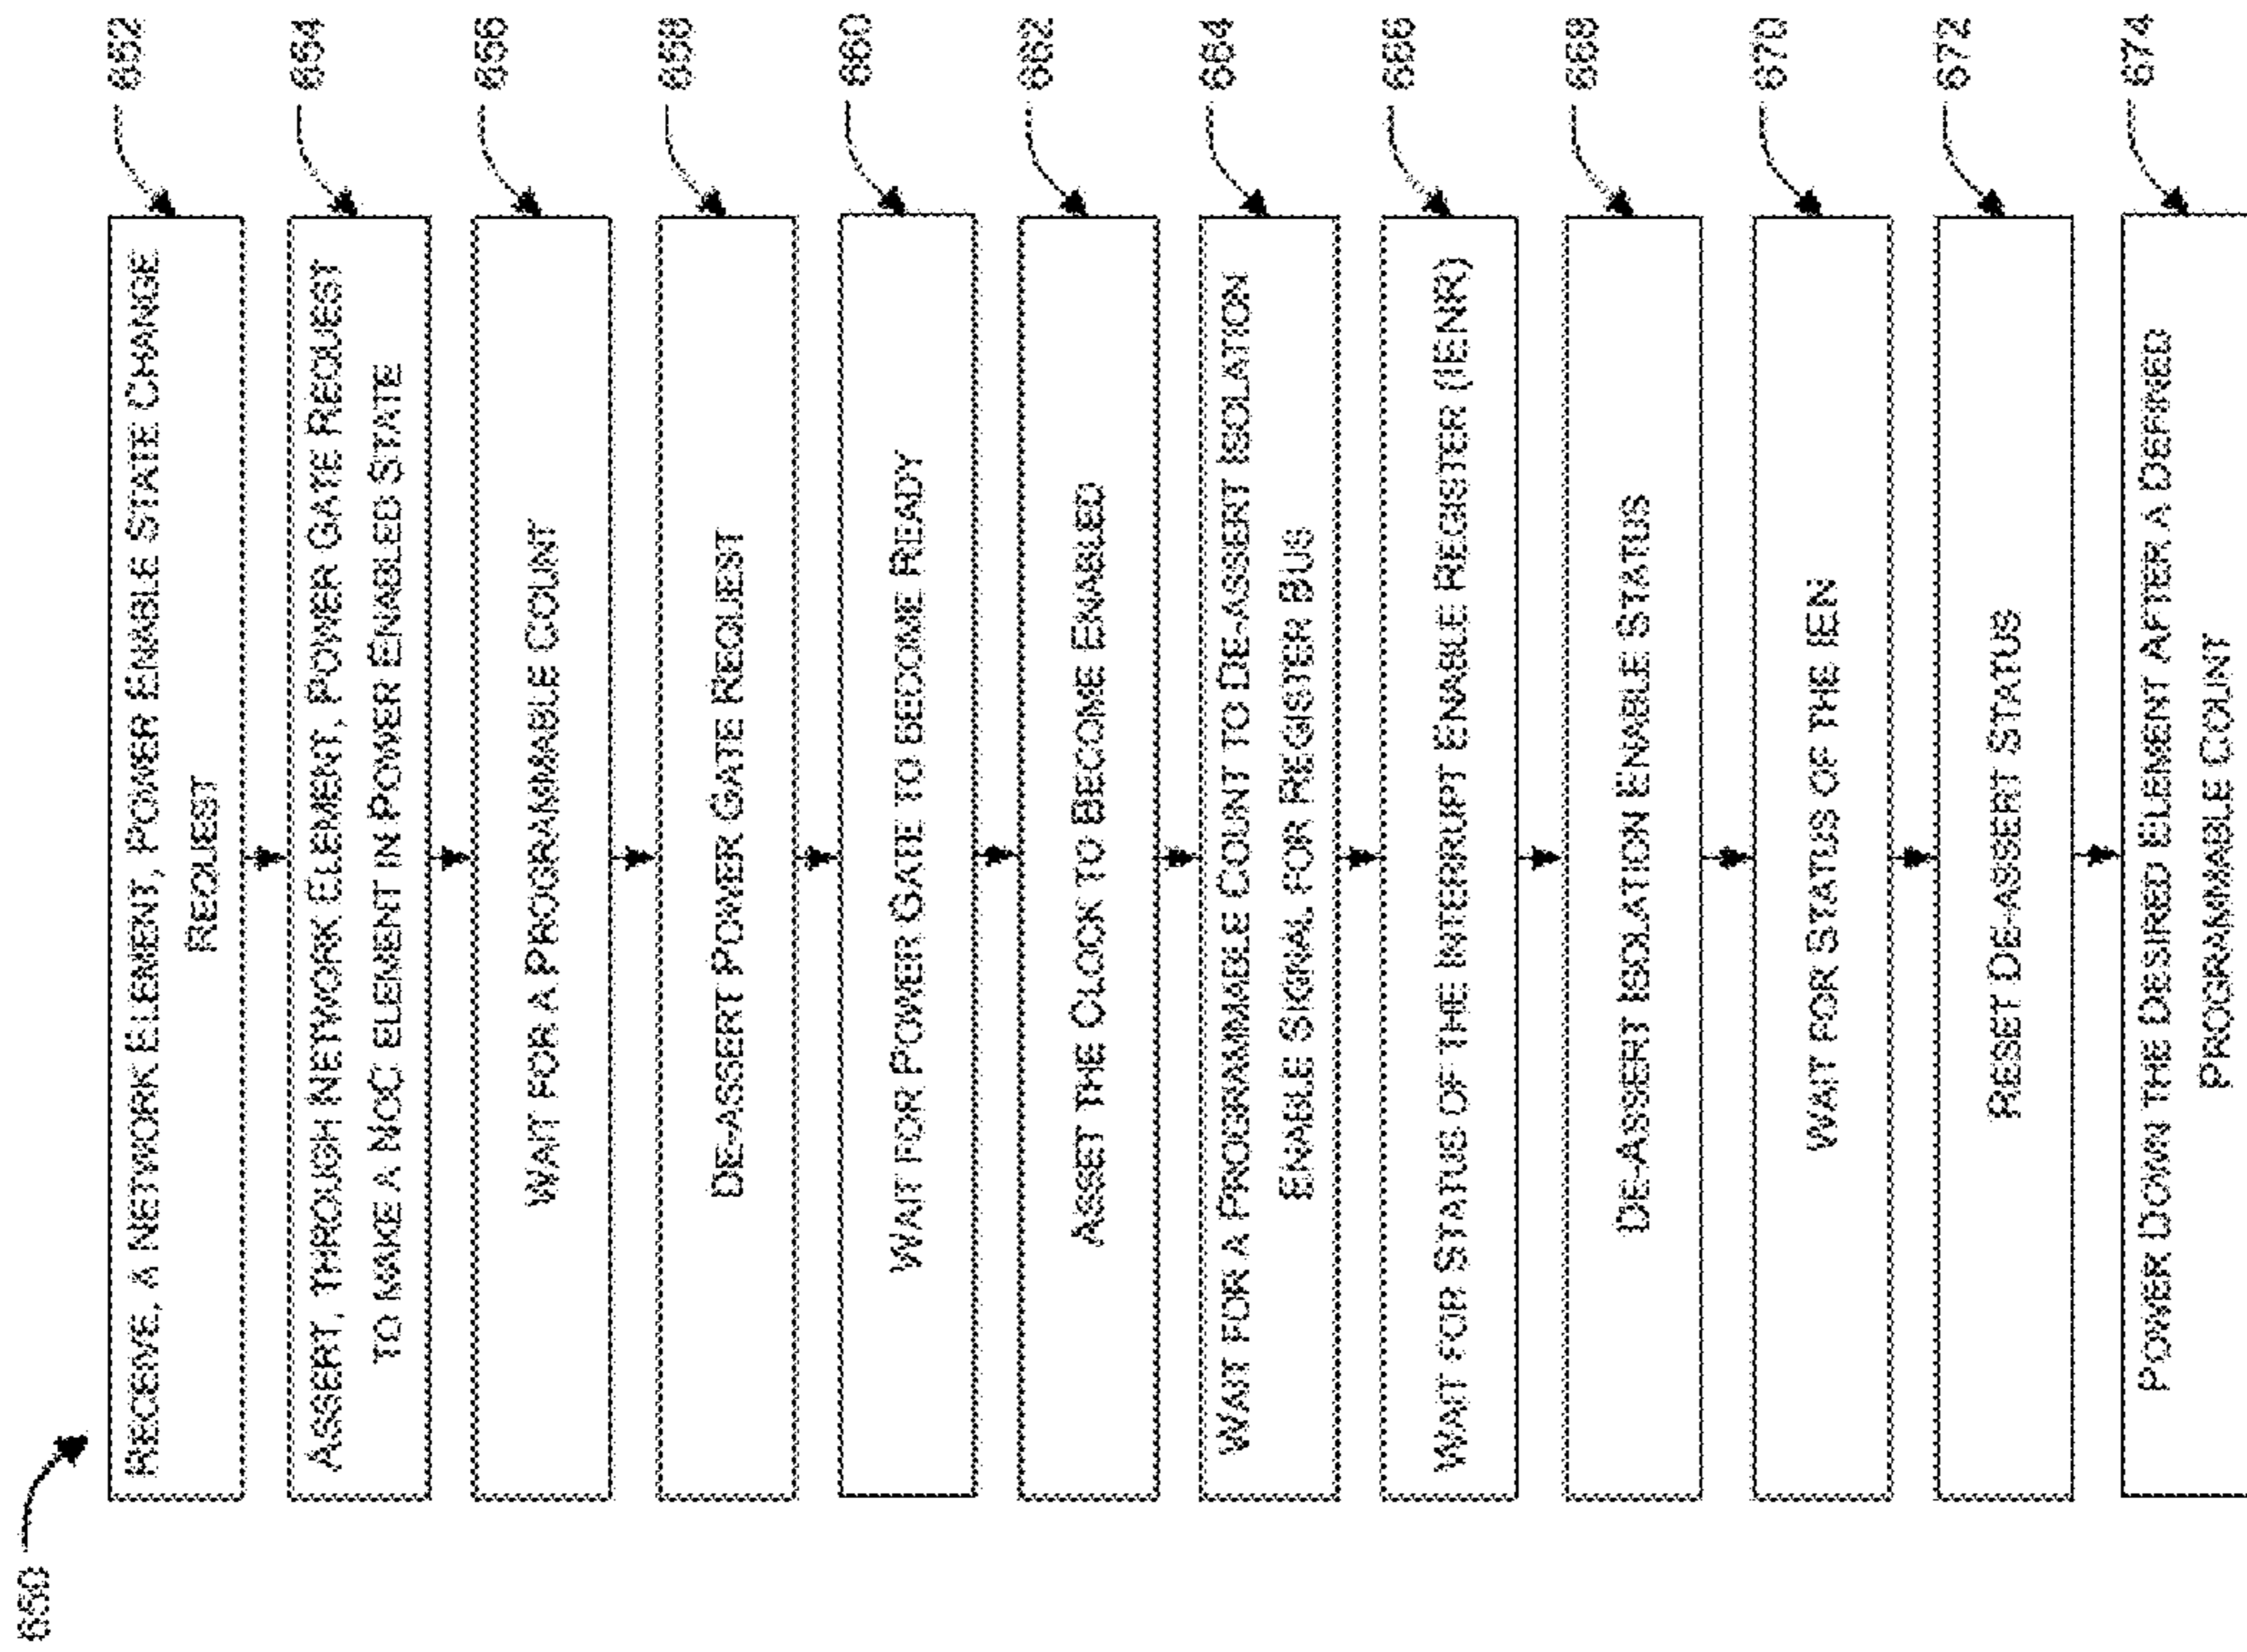 650
RECEIVE, A NETWORK ELEMENT, POWER ENABLE STATE CHANGE
REQUEST
652
ASSERT, THROUGH NETWORK ELEMENT, POWER GATE REQUEST
TO MAKE A NOC ELEMENT IN POWER ENABLED STATE
654
WAIT FOR A PROGRAMMABLE COUNT
656
DE-ASSERT POWER GATE REQUEST
658
WAIT FOR POWER GATE TO BECOME READY
660
ASSET THE CLOCK TO BECOME ENABLED
662
WAIT FOR A PROGRAMMABLE COUNT TO DE-ASSERT ISOLATION
ENABLE SIGNAL FOR REGISTER BUS
664
WAIT FOR STATUS OF THE INTERRUPT ENABLE REGISTER (IENR)
666
DE-ASSERT ISOLATION ENABLE STATUS
668
WAIT FOR STATUS OF THE IEN
670
RESET DE-ASSERT STATUS
672
POWER DOWN THE DESIRED ELEMENT AFTER A DEFINED
PROGRAMMABLE COUNT
674